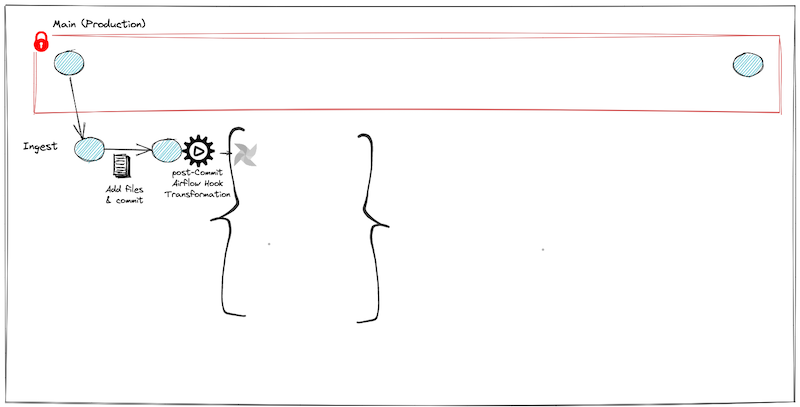 Main (Production)
Ingest
Add files
& commit
post-Commit
Airflow Hook
Transformation